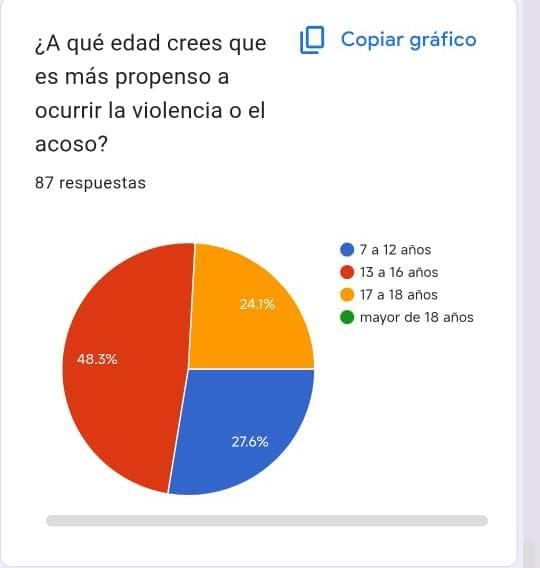 ¿A qué edad crees que
es más propenso a
ocurrir la violencia o el
acoso?
Copiar gráfico
87 respuestas
7 a 12 años
13 a 16 años
17 a 18 años
mayor de 18 años
24.1%
48.3%
27.6%